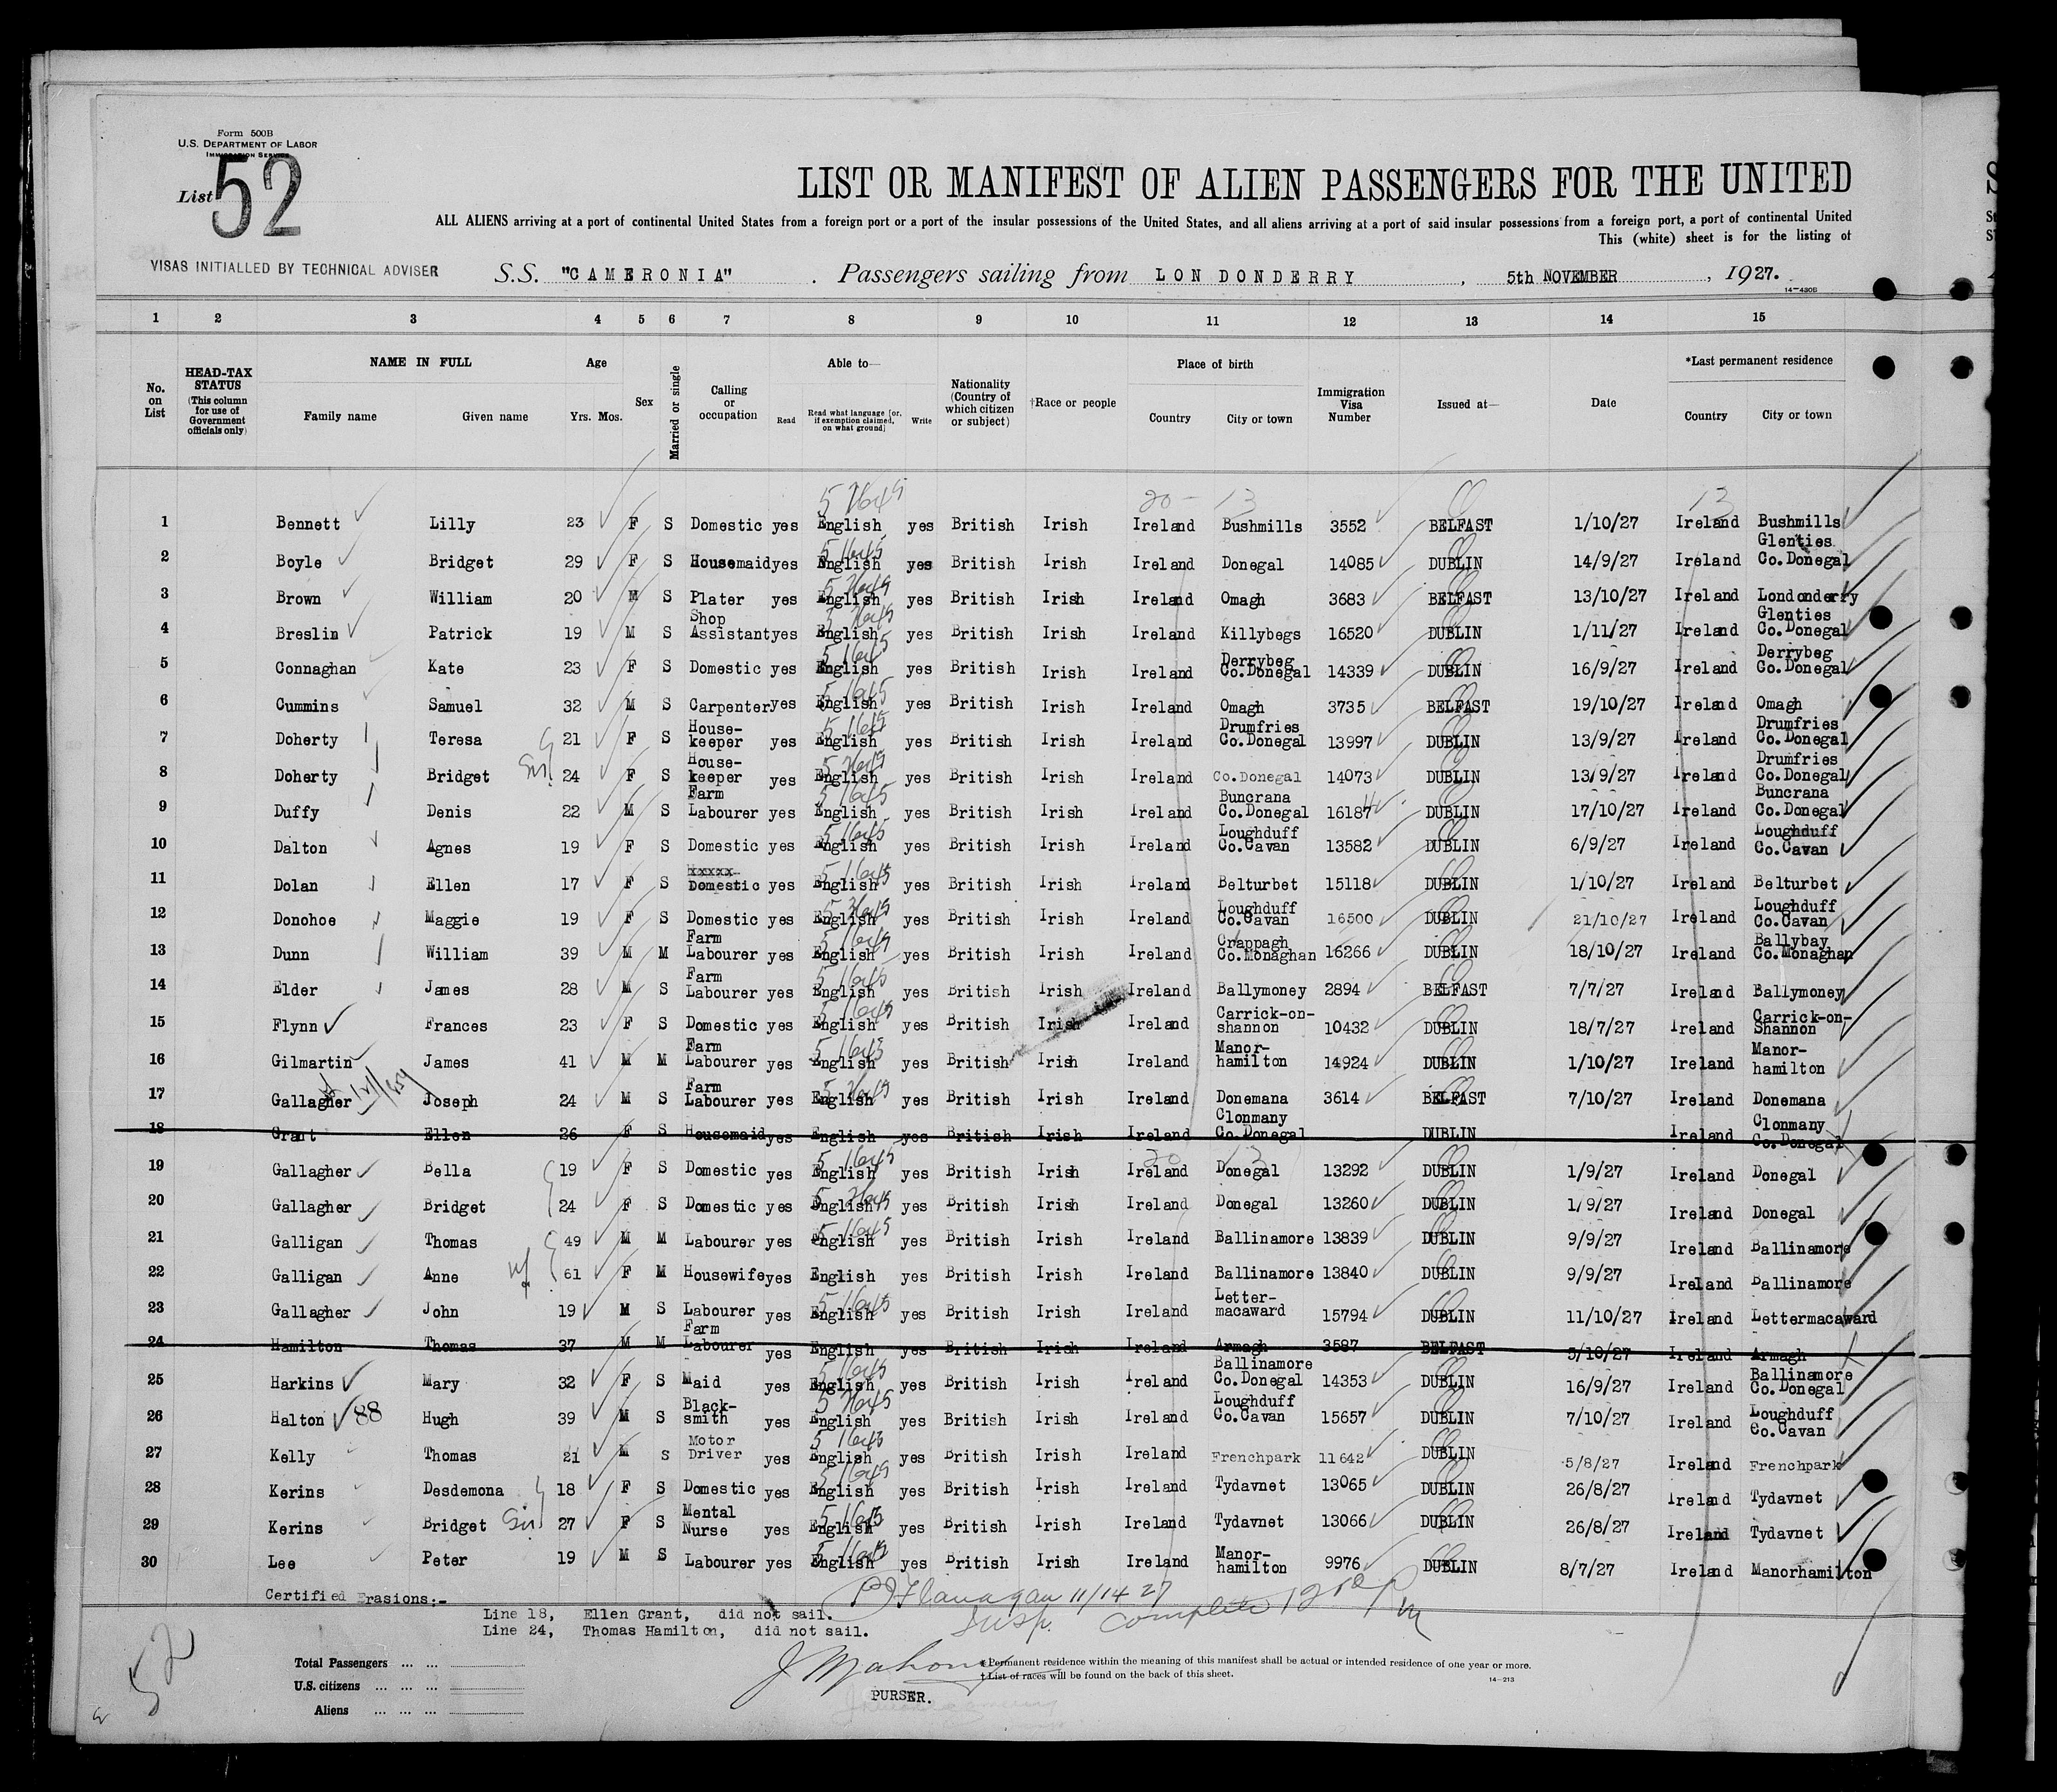 Form 500B
U.S. DEPARTMENT OF LABOR
IMMIGRATION SERVICE
List 52
LIST OR MANIFEST OF ALIEN PASSENGERS FOR THE UNITED
ALL ALIENS arriving at a port of continental United States from a foreign port or a port of the insular possessions of the United States, and all aliens arriving at a port of said insular possessions from a foreign port, a port of continental United
This (white) sheet is for the listing of
VISAS INITIALLED BY TECHNICAL ADVISER
S.S. "CAMERONIA" . Passengers sailing from LONDONDERRY , 5th NOVEMBER , 1927.
14-430B
1 2 3 4 5 6 7 8 9 10 11 12 13 14 15
No. on List
HEAD-TAX STATUS (This column for use of Government officials only)
NAME IN FULL
Family name Given name
Age
Yrs. Mos.
Sex
Married or single
Calling or occupation
Able to—
Read Read what language [or, if exemption claimed, on what ground] Write
Nationality (Country of which citizen or subject)
†Race or people
Place of birth
Country City or town
Immigration Visa Number
Issued at—
Date
*Last permanent residence
Country City or town
20 - 13 13
1 Bennett Lilly 23 F S Domestic yes English yes British Irish Ireland Bushmills 3552 BELFAST 1/10/27 Ireland Bushmills
2 Boyle Bridget 29 F S Housemaid yes English yes British Irish Ireland Donegal 14085 DUBLIN 14/9/27 Ireland Glenties Co.Donegal
3 Brown William 20 M S Plater yes English yes British Irish Ireland Omagh 3683 BELFAST 13/10/27 Ireland Londonderry
4 Breslin Patrick 19 M S Shop Assistant yes English yes British Irish Ireland Killybegs 16520 DUBLIN 1/11/27 Ireland Glenties Co.Donegal
5 Connaghan Kate 23 F S Domestic yes English yes British Irish Ireland Derrybeg Co.Donegal 14339 DUBLIN 16/9/27 Ireland Derrybeg Co.Donegal
6 Cummins Samuel 32 M S Carpenter yes English yes British Irish Ireland Omagh 3735 BELFAST 19/10/27 Ireland Omagh
7 Doherty Teresa 21 F S House-keeper yes English yes British Irish Ireland Drumfries Co.Donegal 13997 DUBLIN 13/9/27 Ireland Drumfries Co.Donegal
8 Doherty Bridget 24 F S House-keeper yes English yes British Irish Ireland Co.Donegal 14073 DUBLIN 13/9/27 Ireland Drumfries Co.Donegal
9 Duffy Denis 22 M S Farm Labourer yes English yes British Irish Ireland Buncrana Co.Donegal 16187 DUBLIN 17/10/27 Ireland Buncrana Co.Donegal
10 Dalton Agnes 19 F S Domestic yes English yes British Irish Ireland Loughduff Co.Cavan 13582 DUBLIN 6/9/27 Ireland Loughduff Co.Cavan
11 Dolan Ellen 17 F S xxxxx Domestic yes English yes British Irish Ireland Belturbet 15118 DUBLIN 1/10/27 Ireland Belturbet
12 Donohoe Maggie 19 F S Domestic yes English yes British Irish Ireland Loughduff Co.Cavan 16500 DUBLIN 21/10/27 Ireland Loughduff Co.Cavan
13 Dunn William 39 M M Farm Labourer yes English yes British Irish Ireland Crappagh Co.Monaghan 16266 DUBLIN 18/10/27 Ireland Ballybay Co.Monaghan
14 Elder James 28 M S Farm Labourer yes English yes British Irish Ireland Ballymoney 2894 BELFAST 7/7/27 Ireland Ballymoney
15 Flynn Frances 23 F S Domestic yes English yes British Irish Ireland Carrick-on-shannon 10432 DUBLIN 18/7/27 Ireland Carrick-on-Shannon
16 Gilmartin James 41 M M Farm Labourer yes English yes British Irish Ireland Manor-hamilton 14924 DUBLIN 1/10/27 Ireland Manor-hamilton
17 Gallagher Joseph 24 M S Farm Labourer yes English yes British Irish Ireland Donemana 3614 BELFAST 7/10/27 Ireland Donemana
18 Grant Ellen 26 F S Housemaid yes English yes British Irish Ireland Clonmany Co.Donegal DUBLIN Ireland Clonmany Co.Donegal
19 Gallagher Bella 19 F S Domestic yes English yes British Irish Ireland Donegal 13292 DUBLIN 1/9/27 Ireland Donegal
20 Gallagher Bridget 24 F S Domestic yes English yes British Irish Ireland Donegal 13260 DUBLIN 1/9/27 Ireland Donegal
21 Galligan Thomas 49 M M Labourer yes English yes British Irish Ireland Ballinamore 13839 DUBLIN 9/9/27 Ireland Ballinamore
22 Galligan Anne 61 F M Housewife yes English yes British Irish Ireland Ballinamore 13840 DUBLIN 9/9/27 Ireland Ballinamore
23 Gallagher John 19 M S Labourer yes English yes British Irish Ireland Letter-macaward 15794 DUBLIN 11/10/27 Ireland Lettermacaward
24 Hamilton Thomas 37 M M Farm Labourer yes English yes British Irish Ireland Armagh 3587 BELFAST 5/10/27 Ireland Armagh
25 Harkins Mary 32 F S Maid yes English yes British Irish Ireland Ballinamore Co.Donegal 14353 DUBLIN 16/9/27 Ireland Ballinamore Co.Donegal
26 Halton 88 Hugh 39 M S Black-smith yes English yes British Irish Ireland Loughduff Co.Cavan 15657 DUBLIN 7/10/27 Ireland Loughduff Co.Cavan
27 Kelly Thomas 21 M S Motor Driver yes English yes British Irish Ireland Frenchpark 11642 DUBLIN 5/8/27 Ireland Frenchpark
28 Kerins Desdemona 18 F S Domestic yes English yes British Irish Ireland Tydavnet 13065 DUBLIN 26/8/27 Ireland Tydavnet
29 Kerins Bridget 27 F S Mental Nurse yes English yes British Irish Ireland Tydavnet 13066 DUBLIN 26/8/27 Ireland Tydavnet
30 Lee Peter 19 M S Labourer yes English yes British Irish Ireland Manor-hamilton 9976 DUBLIN 8/7/27 Ireland Manorhamilton
Certified Erasions:-
PJ Flanagan 11/14 27
Line 18, Ellen Grant, did not sail.
Insp. Complete
Line 24, Thomas Hamilton, did not sail.
52
Total Passengers ... ...
U.S. citizens ... ... ...
Aliens ... ... ...
J Mahony
PURSER.
* Permanent residence within the meaning of this manifest shall be actual or intended residence of one year or more.
† List of races will be found on the back of this sheet.
14-213